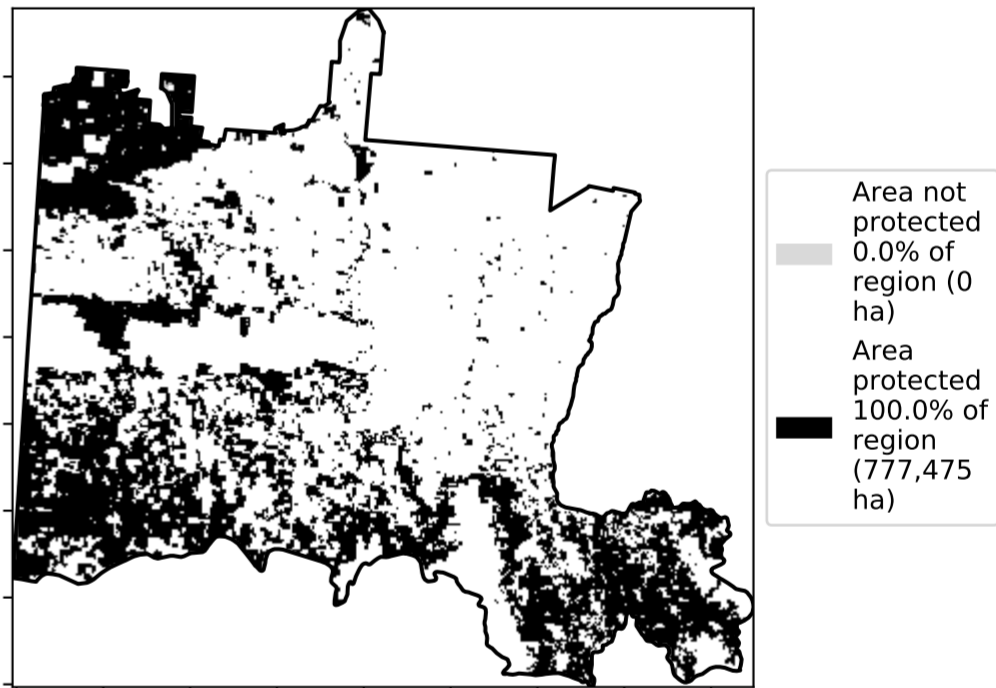 Area not
protected
0.0% of
region (0
ha)
Area
protected
100.0% of
region
(777,475
ha)